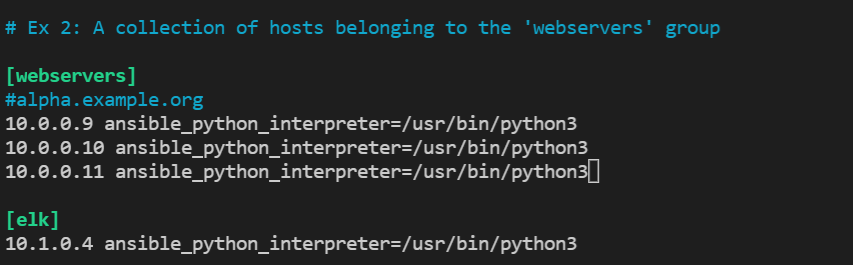 # Ex 2: A collection of hosts belonging to the 'webservers' group
[webservers]
#alpha.example.org
10.0.0.9 ansible_python_interpreter=/usr/bin/python3
10.0.0.10 ansible_python_interpreter=/usr/bin/python3
10.0.0.11 ansible_python_interpreter=/usr/bin/python3
[elk]
10.1.0.4 ansible_python_interpreter=/usr/bin/python3